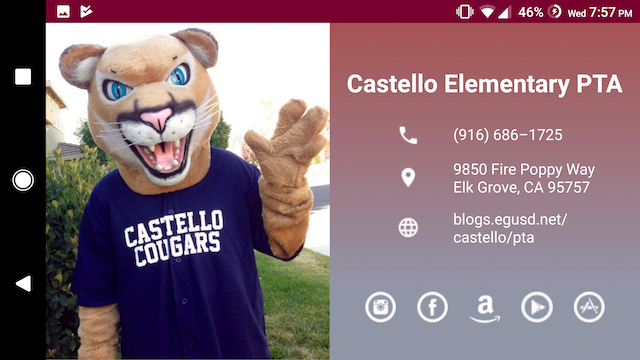 46% Wed 7:57 PM
Castello Elementary PTA
(916) 686–1725
9850 Fire Poppy Way
Elk Grove, CA 95757
blogs.egusd.net/
castello/pta
CASTELLO
COUGARS